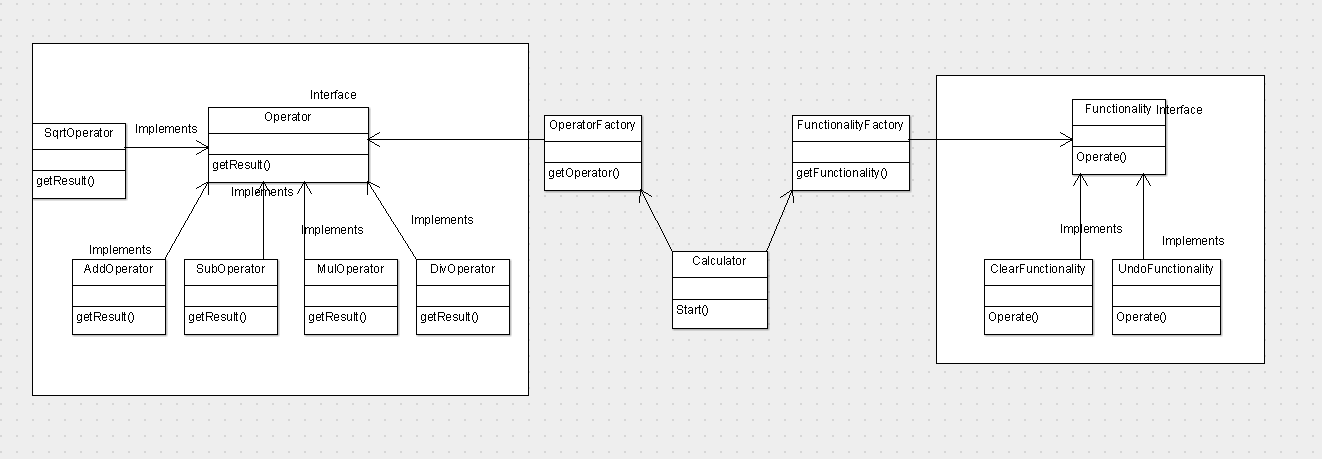 Interface
Operator
getResult()
SqrtOperator
getResult()
Implements
Implements
Implements
Implements
Implements
AddOperator
getResult()
SubOperator
getResult()
MulOperator
getResult()
DivOperator
getResult()
OperatorFactory
getOperator()
Calculator
Start()
FunctionalityFactory
getFunctionality()
Functionality
Interface
Operate()
Implements
Implements
ClearFunctionality
Operate()
UndoFunctionality
Operate()